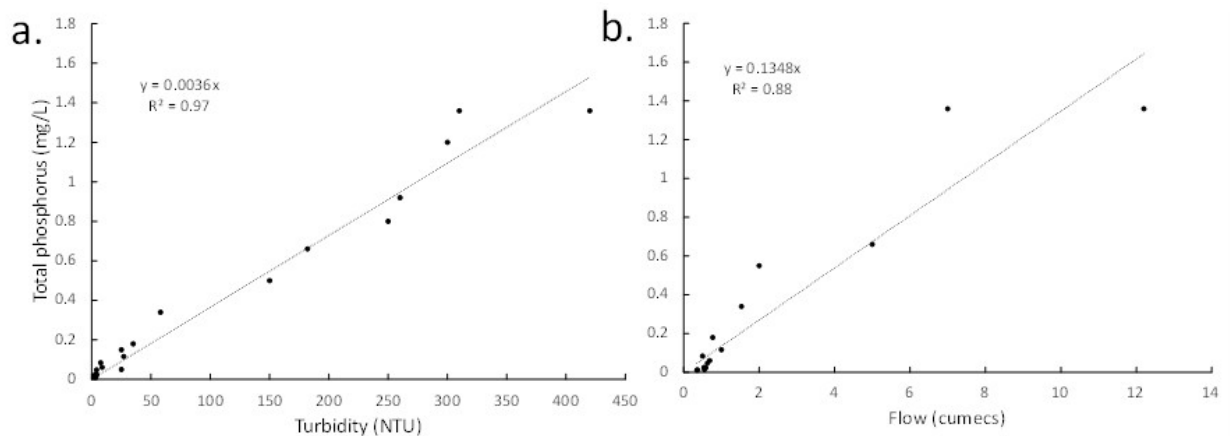 a.
Total phosphorus (mg/L)
1.8
1.6
1.4
1.2
1
0.8
0.6
0.4
0.2
0
y = 0.0036x
R² = 0.97
0 50 100 150 200 250 300 350 400 450
Turbidity (NTU)
b.
1.8
1.6
1.4
1.2
1
0.8
0.6
0.4
0.2
0
y = 0.1348x
R² = 0.88
0 2 4 6 8 10 12 14
Flow (cumecs)